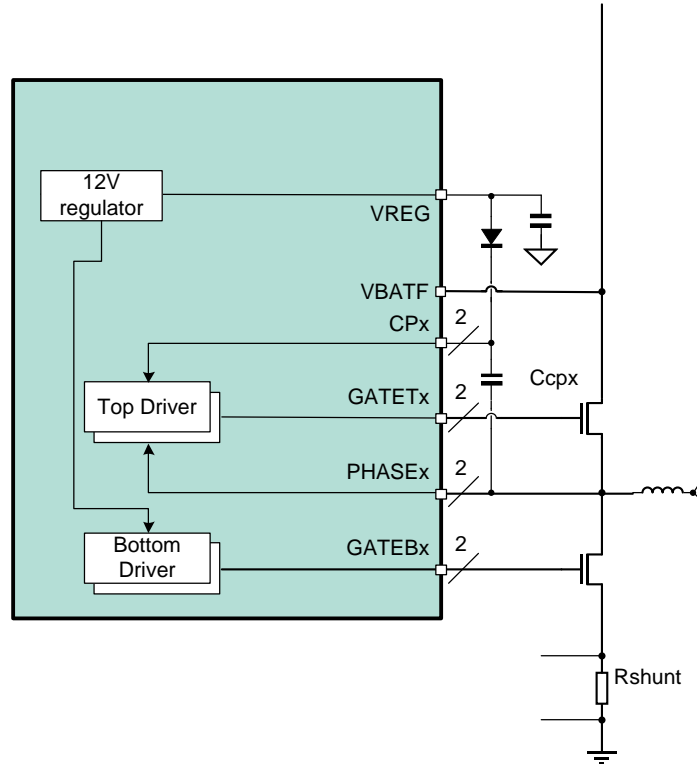 12V
regulator
VREG
VBATF
CPx
2
Ccpx
Top Driver
GATETx
2
PHASEx
2
Bottom
Driver
GATEBx
2
Rshunt